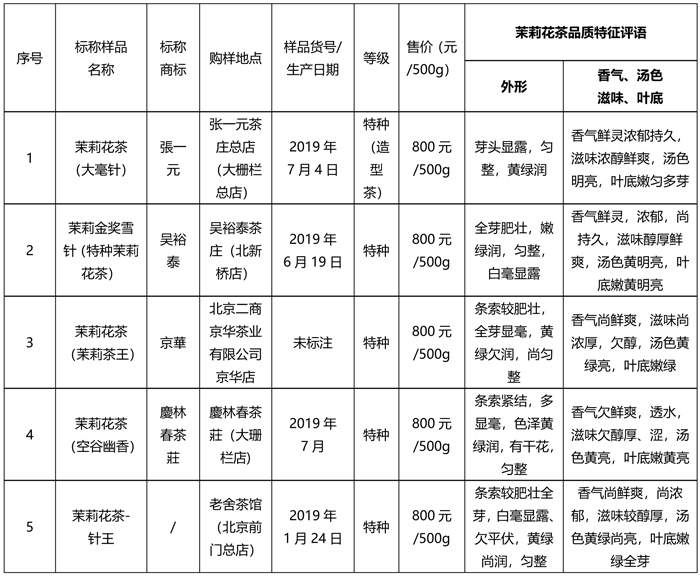 序号
标称样品
名称
标称
商标
购样地点
样品货号/
生产日期
等级
售价（元
/500g）
茉莉花茶品质特征评语
外形
香气、汤色
滋味、叶底
1
茉莉花茶
（大毫针）
張一
元
张一元茶
庄总店
（大栅栏
总店）
2019 年
7 月 4 日
特种
（造
型
茶）
800 元
/500g
芽头显露，匀
整，黄绿润
香气鲜灵浓郁持久，
滋味浓醇鲜爽，汤色
明亮，叶底嫩匀多芽
2
茉莉金奖雪
针（特种茉莉
花茶）
吴裕
泰
吴裕泰茶
庄（北新
桥店）
2019 年
6 月 19 日
特种
800 元
/500g
全芽肥壮，嫩
绿润，匀整，
白毫显露
香气鲜灵，浓郁，尚
持久，滋味醇厚鲜
爽，汤色黄明亮，叶
底嫩黄明亮
3
茉莉花茶
（茉莉茶王）
京華
北京二商
京华茶业
有限公司
京华店
未标注
特种
800 元
/500g
条索较肥壮，
全芽显毫，黄
绿欠润，尚匀
整
香气尚鲜爽，滋味尚
浓厚，欠醇，汤色黄
绿亮，叶底嫩绿
4
茉莉花茶
（空谷幽香）
慶林
春茶
莊
慶林春茶
莊（大珊
栏店）
2019 年
7 月
特种
800 元
/500g
条索紧结，多
显毫，色泽黄
绿润，有干花，
匀整
香气欠鲜爽，透水，
滋味欠醇厚、涩，汤
色黄亮，叶底嫩黄亮
5
茉莉花茶-
针王
/
老舍茶馆
（北京前
门总店）
2019 年
1 月 24 日
特种
800 元
/500g
条索较肥壮全
芽，白毫显露、
欠平伏，黄绿
尚润，匀整
香气尚鲜爽，尚浓
郁，滋味较醇厚，汤
色黄绿尚亮，叶底嫩
绿全芽